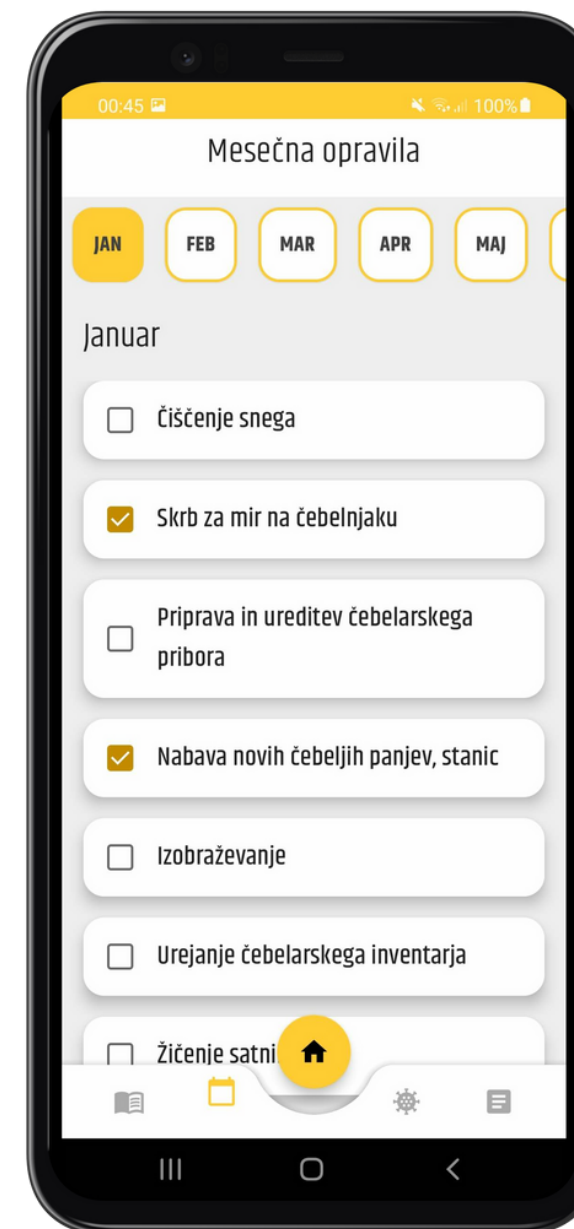 00:45 100%
Mesečna opravila
JAN FEB MAR APR MAJ
Januar
Čiščenje snega
Skrb za mir na čebelnjaku
Priprava in ureditev čebelarskega
pribora
Nabava novih čebeljih panjev, stanic
Izobraževanje
Urejanje čebelarskega inventarja
Žičenje